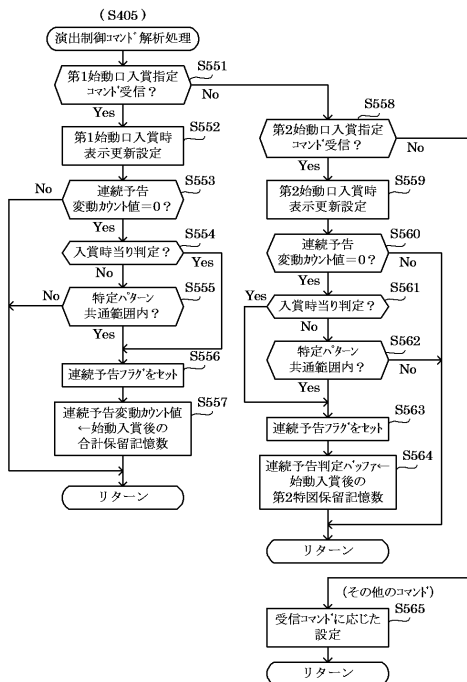 (S405)
演出制御コマンド解析処理
S551
第1始動口入賞指定
コマンド受信?
No
Yes
S552
第1始動口入賞時
表示更新設定
S553
No
連続予告
変動カウント値=0?
Yes
S554
入賞時当り判定?
Yes
No
S555
No
特定パターン
共通範囲内?
Yes
S556
連続予告フラグをセット
S557
連続予告変動カウント値
←始動入賞後の
合計保留記憶数
リターン
S558
第2始動口入賞指定
コマンド受信?
No
Yes
S559
第2始動口入賞時
表示更新設定
S560
連続予告
変動カウント値=0?
No
Yes
S561
Yes
入賞時当り判定?
No
S562
特定パターン
共通範囲内?
No
Yes
S563
連続予告フラグをセット
S564
連続予告判定バッファ←
始動入賞後の
第2特図保留記憶数
リターン
(その他のコマンド)
S565
受信コマンドに応じた
設定
リターン